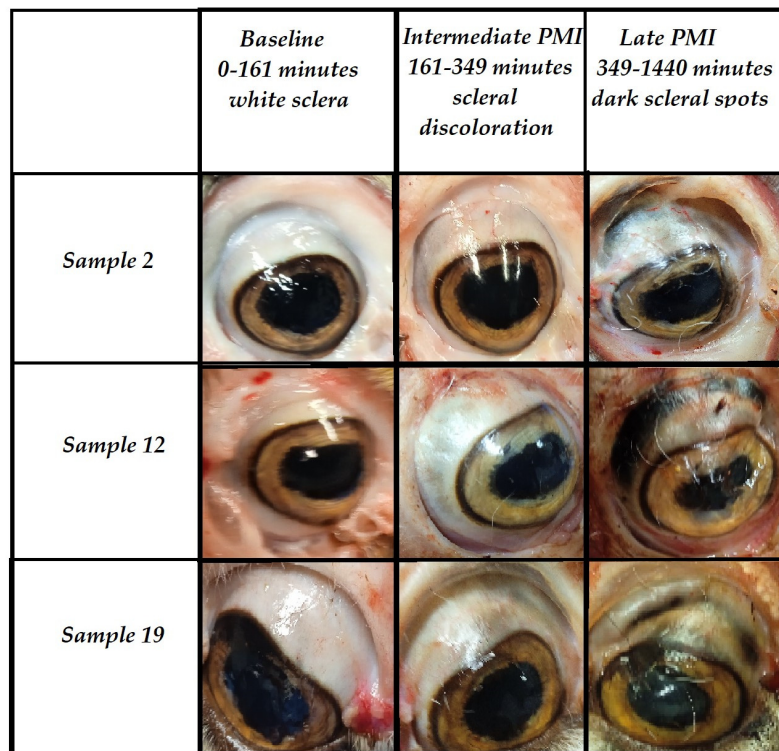 Baseline
0-161 minutes
white sclera
Intermediate PMI
161-349 minutes
scleral
discoloration
Late PMI
349-1440 minutes
dark scleral spots
Sample 2
Sample 12
Sample 19